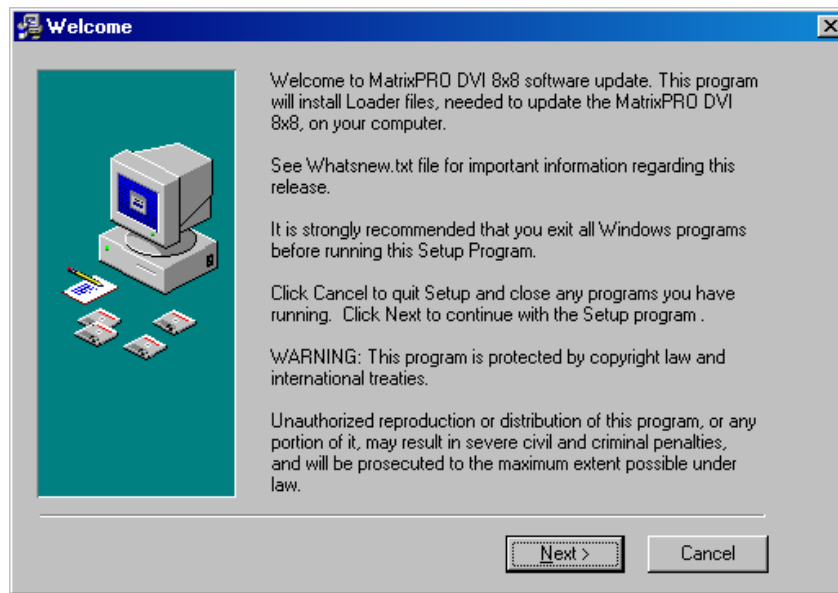 Welcome
Welcome to MatrixPRO DVI 8x8 software update. This program
will install Loader files, needed to update the MatrixPRO DVI
8x8, on your computer.
See Whatsnew.txt file for important information regarding this
release.
It is strongly recommended that you exit all Windows programs
before running this Setup Program.
Click Cancel to quit Setup and close any programs you have
running.  Click Next to continue with the Setup program .
WARNING: This program is protected by copyright law and
international treaties.
Unauthorized reproduction or distribution of this program, or any
portion of it, may result in severe civil and criminal penalties,
and will be prosecuted to the maximum extent possible under
law.
Next >
Cancel